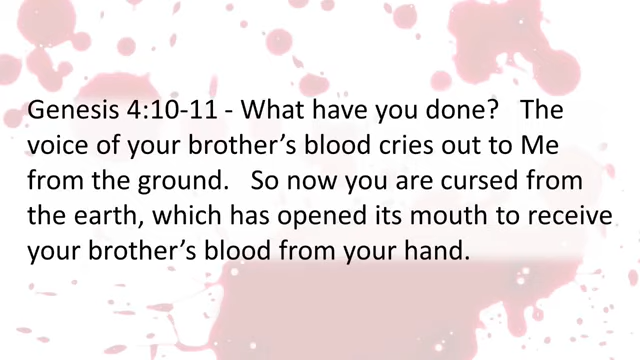 Genesis 4:10-11 - What have you done?   The
voice of your brother’s blood cries out to Me
from the ground.   So now you are cursed from
the earth, which has opened its mouth to receive
your brother’s blood from your hand.